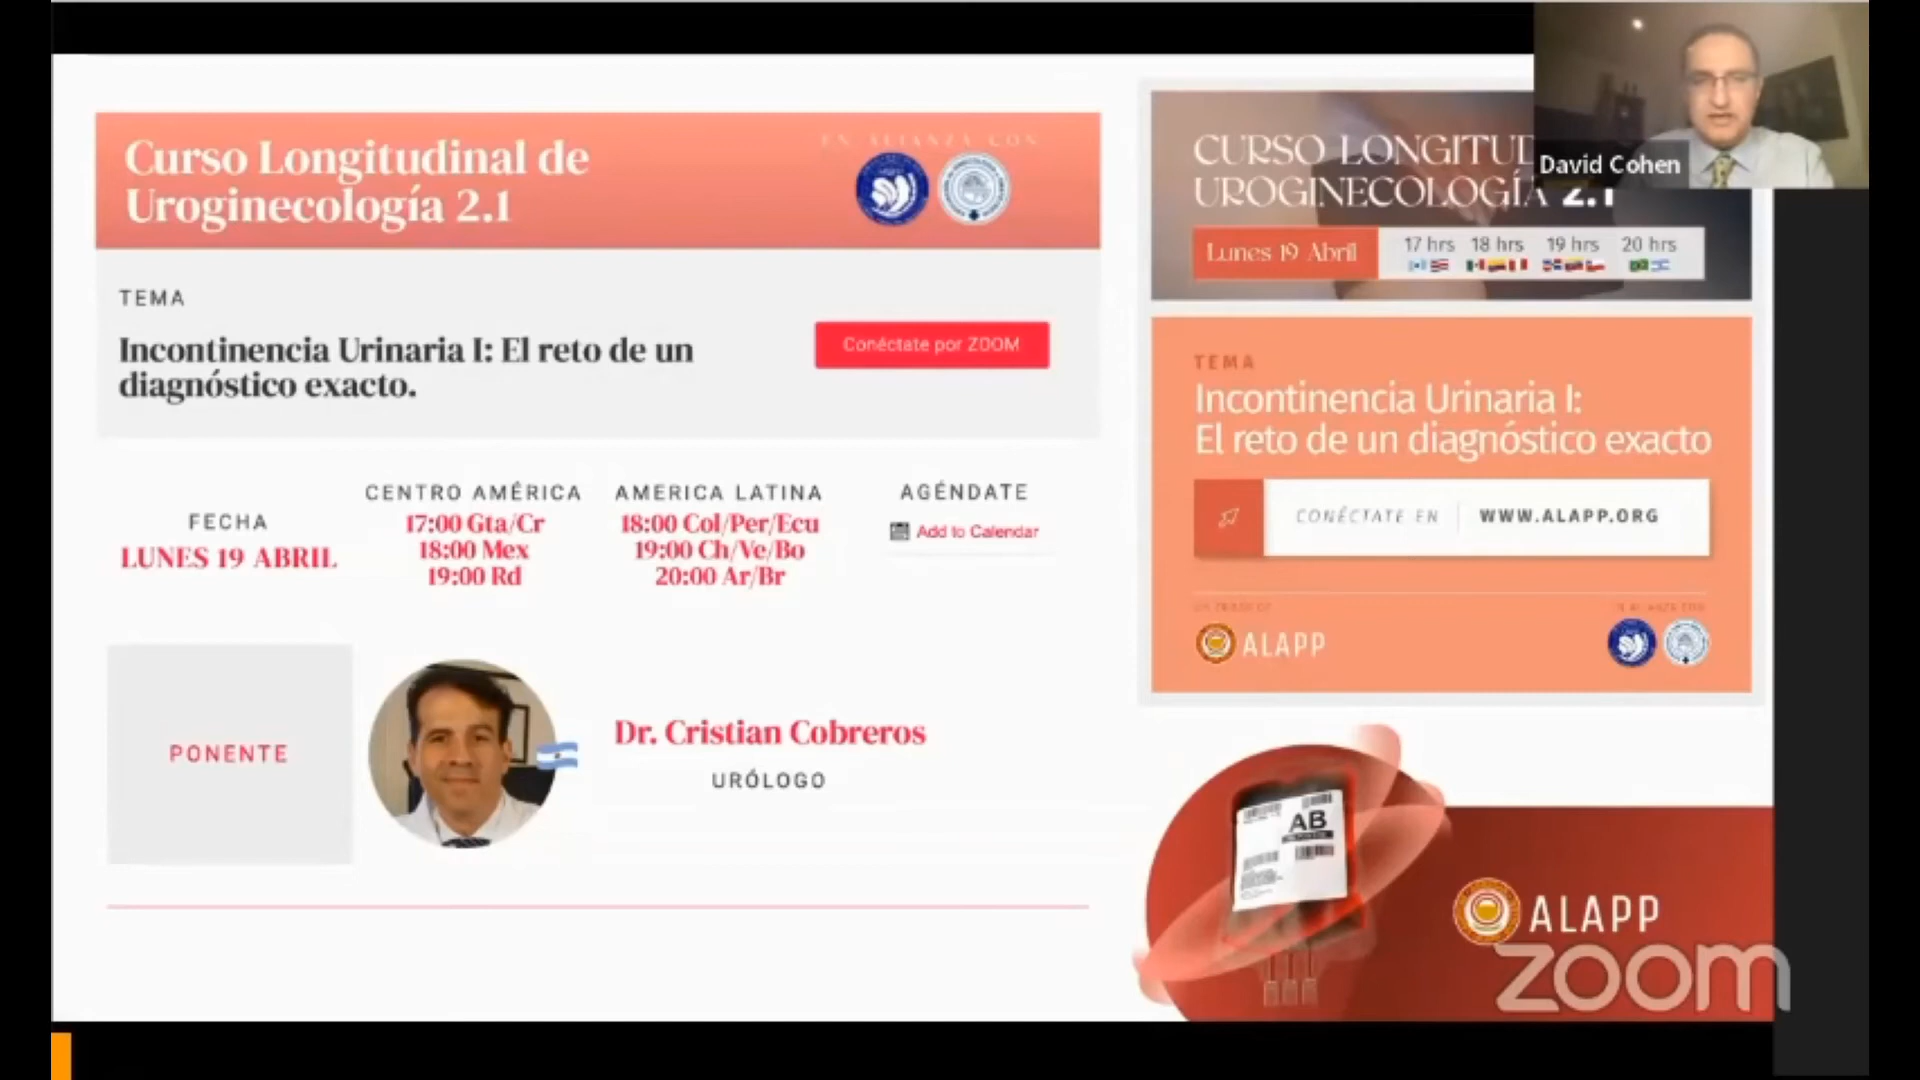 Curso Longitudinal de
Uroginecología 2.1
EN ALIANZA CON
TEMA
Incontinencia Urinaria I: El reto de un
diagnóstico exacto.
Conéctate por ZOOM
FECHA
LUNES 19 ABRIL
CENTRO AMÉRICA
17:00 Gta/Cr
18:00 Mex
19:00 Rd
AMERICA LATINA
18:00 Col/Per/Ecu
19:00 Ch/Ve/Bo
20:00 Ar/Br
AGÉNDATE
Add to Calendar
PONENTE
Dr. Cristian Cobreros
URÓLOGO
CURSO LONGITUD
UROGINECOLOGÍA 2.1
Lunes 19 Abril
17 hrs 18 hrs 19 hrs 20 hrs
David Cohen
TEMA
Incontinencia Urinaria I:
El reto de un diagnóstico exacto
CONÉCTATE EN WWW.ALAPP.ORG
ALAPP
AB
ALAPP
zoom